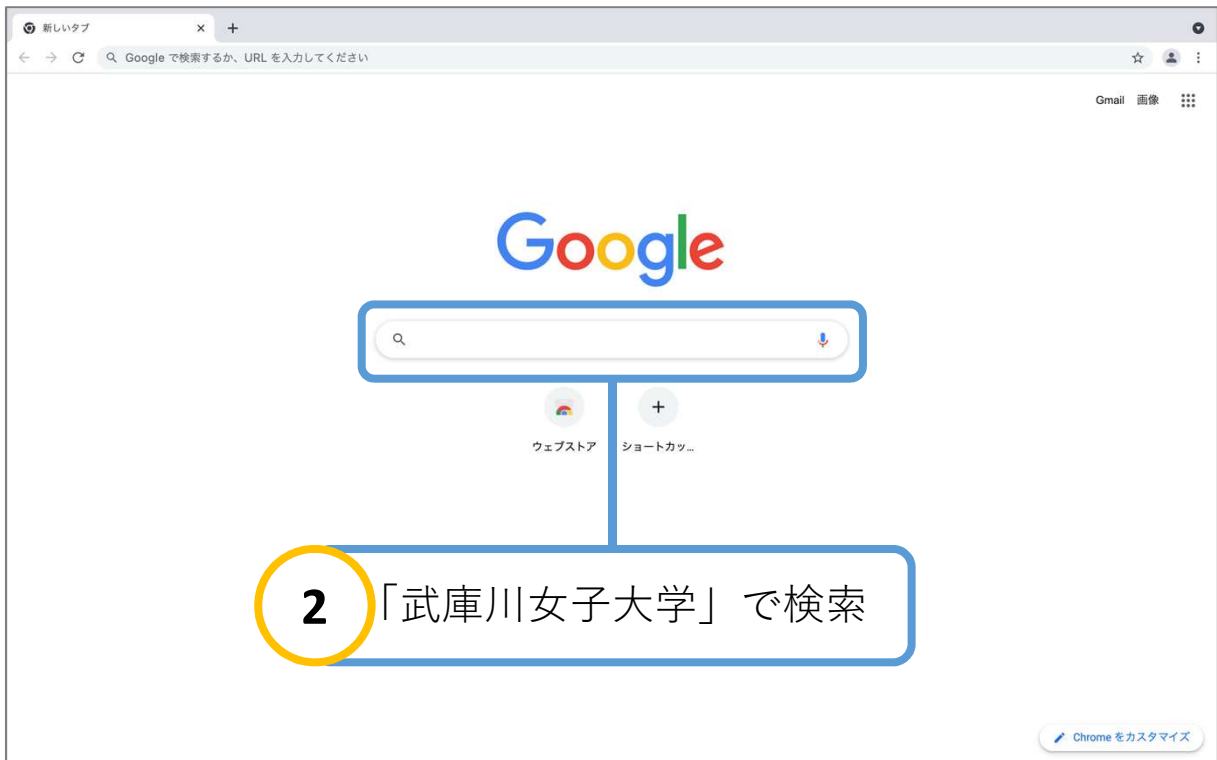 新しいタブ
Google で検索するか、URL を入力してください
Gmail 画像
Google
ウェブストア ショートカッ…
2 「武庫川女子大学」で検索
Chrome をカスタマイズ